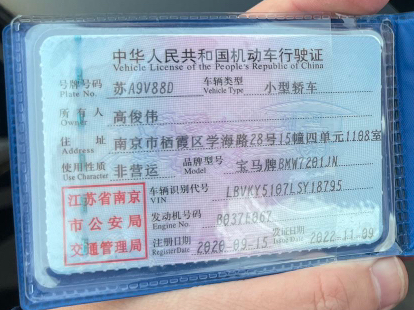 中华人民共和国机动车行驶证
Vehicle License of the People's Republic of China
号牌号码 Plate No. 苏A9V88D 车辆类型 Vehicle Type 小型轿车
所有人 Owner 高俊伟
住址 Address 南京市栖霞区学海路28号15幢四单元1108室
使用性质 Use Character 非营运 品牌型号 Model 宝马牌BMW7201JN
车辆识别代号 VIN LBVKY5107LSY18795
发动机号码 Engine No. B037E067
注册日期 Register Date 2020-09-15 发证日期 Issue Date 2022-11-09
江苏省南京
市公安局
交通管理局